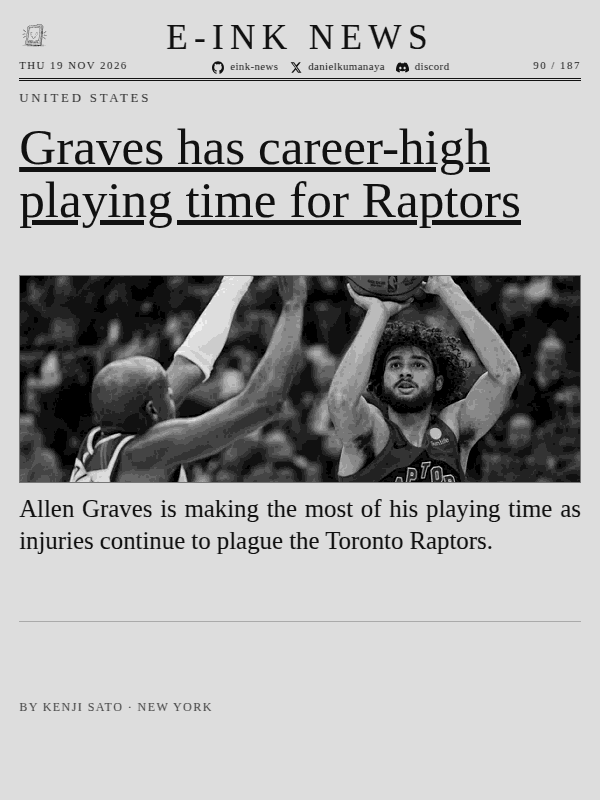 E-INK NEWS
THU 19 NOV 2026
eink-news danielkumanaya discord
90 / 187
UNITED STATES
Graves has career-high
playing time for Raptors
Allen Graves is making the most of his playing time as
injuries continue to plague the Toronto Raptors.
BY KENJI SATO · NEW YORK